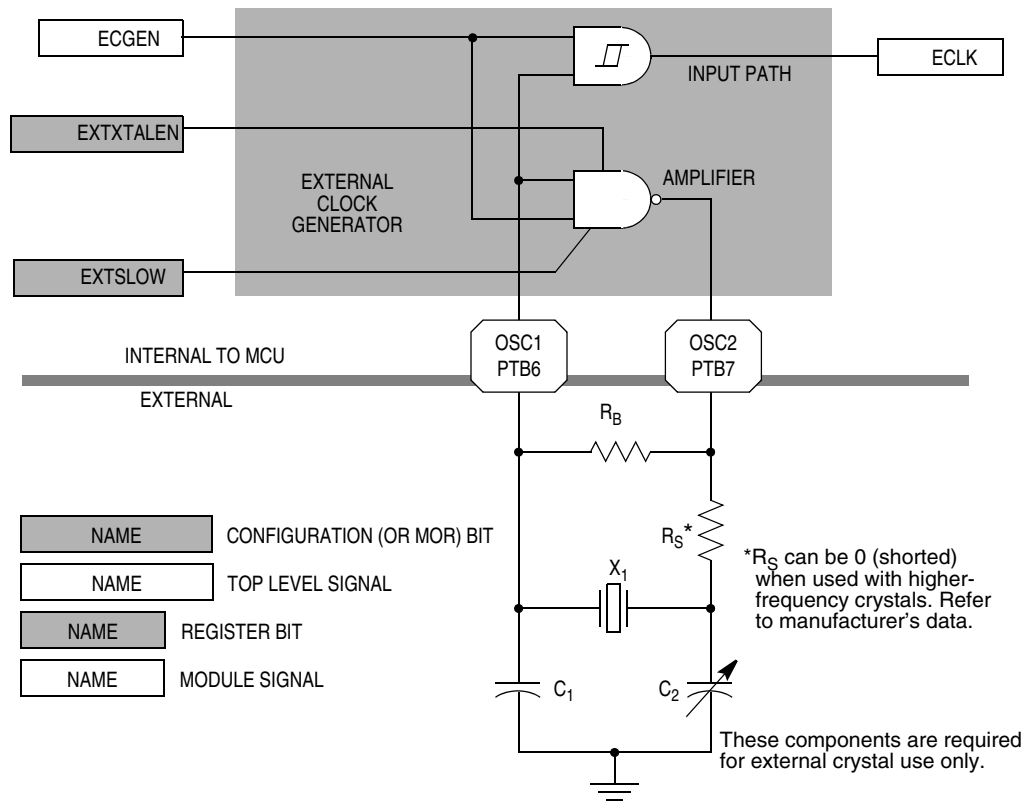 ECGEN
INPUT PATH
ECLK
EXTXTALEN
EXTERNAL
CLOCK
GENERATOR
AMPLIFIER
EXTSLOW
OSC1
PTB6
OSC2
PTB7
INTERNAL TO MCU
EXTERNAL
RB
RS*
X1
*RS can be 0 (shorted)
when used with higher-
frequency crystals. Refer
to manufacturer's data.
NAME CONFIGURATION (OR MOR) BIT
NAME TOP LEVEL SIGNAL
NAME REGISTER BIT
NAME MODULE SIGNAL
C1
C2
These components are required
for external crystal use only.